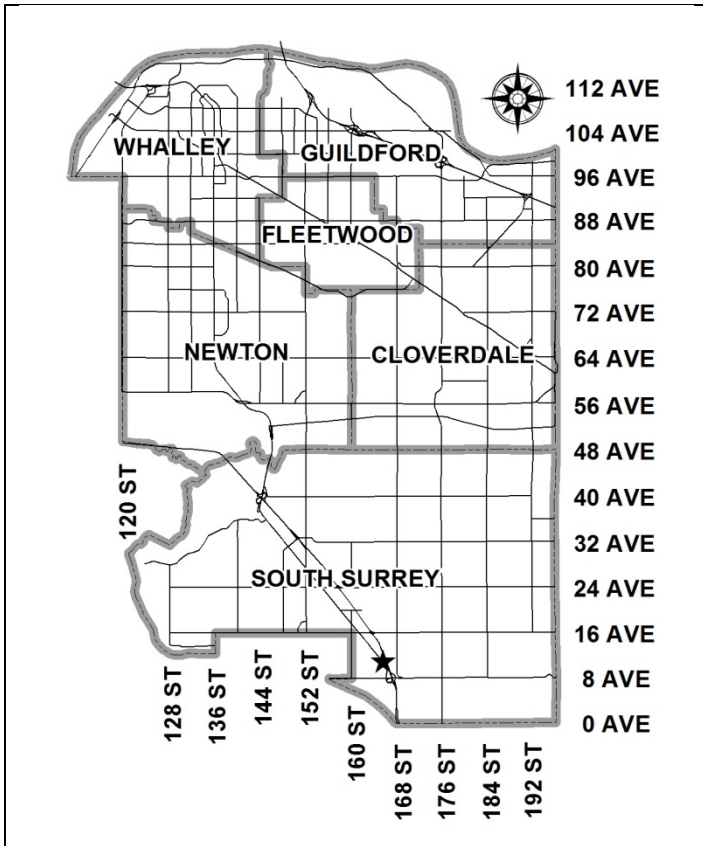 112 AVE
104 AVE
WHALLEY
GUILDFORD
96 AVE
88 AVE
FLEETWOOD
80 AVE
72 AVE
NEWTON
CLOVERDALE
64 AVE
56 AVE
48 AVE
120 ST
40 AVE
32 AVE
SOUTH SURREY
24 AVE
16 AVE
128 ST
136 ST
144 ST
152 ST
160 ST
8 AVE
0 AVE
168 ST
176 ST
184 ST
192 ST